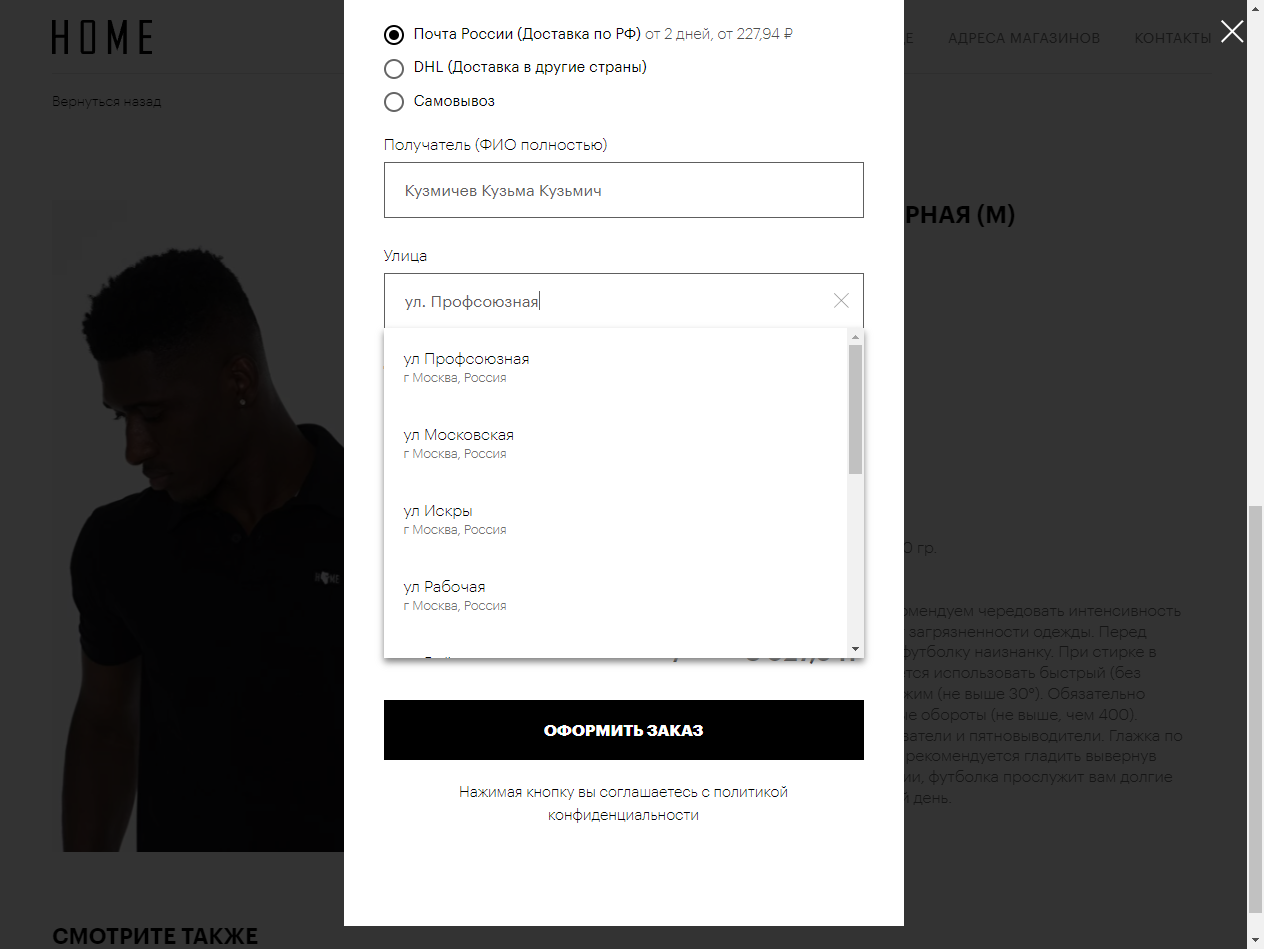 HOME
АДРЕСА МАГАЗИНОВ
КОНТАКТЫ
Вернуться назад
Почта России (Доставка по РФ) от 2 дней, от 227,94 ₽
DHL (Доставка в другие страны)
Самовывоз
Получатель (ФИО полностью)
Кузмичев Кузьма Кузьмич
РНАЯ (M)
Улица
ул. Профсоюзная
ул Профсоюзная
г Москва, Россия
ул Московская
г Москва, Россия
ул Искры
г Москва, Россия
0 гр.
ул Рабочая
г Москва, Россия
омендуем чередовать интенсивность
загрязненности одежды. Перед
футболку наизнанку. При стирке в
ется использовать быстрый (без
жим (не выше 30°). Обязательно
ые обороты (не выше, чем 400).
ватели и пятновыводители. Глажка по
рекомендуется гладить вывернув
ии, футболка прослужит вам долгие
й день.
ОФОРМИТЬ ЗАКАЗ
Нажимая кнопку вы соглашаетесь с политикой
конфиденциальности
СМОТРИТЕ ТАКЖЕ